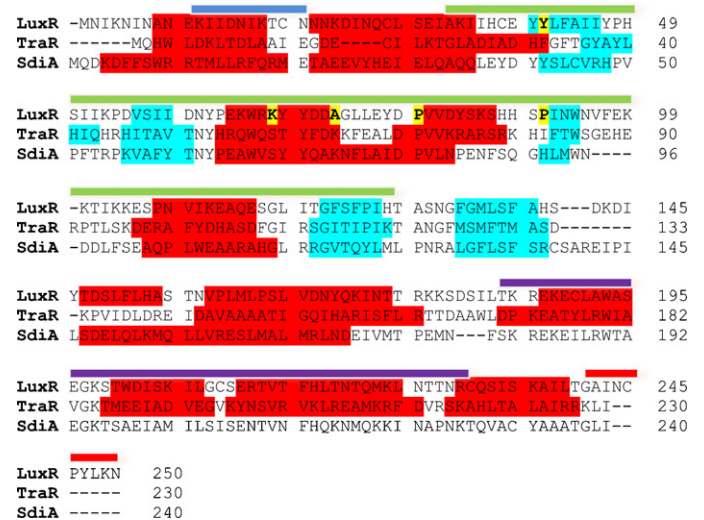 LuxR -MNIKNINANE KIIDNIKTCN NNNKDINQCL SEIAKIIHCE YYLFAIIYPH 49
TraR ------MQHW LDKLTDLAAI EGDE----CI LKTGLADIAD HFGFTGYAYL 40
SdiA MQDKDFFSWR RTMLLRFQRM ETAEEVYHEI ELQAQQLEYD YYSLCVRHPV 50
LuxR SIIKPDVSII DNYPEKWRKY YDDAGLLEYD PVVDYSKSHH SPINWNVFEK 99
TraR HIQHRHITAV TNYHRQWQST YFDKKFEALD PVVKRARSRK HIFTWSGEHE 90
SdiA PFTRPKVAFY TNYPEAWVSY YQAKNFLAID PVLNPENFSQ GHLMWN---- 96
LuxR -KTIKKESPN VIKEAQESGL ITGFSFPIHT ASNGFGMLSF AHS---DKDI 145
TraR RPTLSKDERA FYDHASDFGI RSGITIPIKT ANGFMSMFTM ASD------- 133
SdiA -DDLFSEAQP LWEAARAHGL RRGVTQYLML PNRALGFLSF SRCSAREIPI 145
LuxR YTDSLFLHAS TNVPLMLPSL VDNYQKINTT RKKSDSILTK REKECLAWAS 195
TraR -KPVIDLDRE IDAVAAAATI GQIHARISFL RTTDAAWLDP KEATYLRWIA 182
SdiA LSDELQLKMQ LLVRESLMAL MRLNDEIVMT PEMN---FSK REKEILRWTA 192
LuxR EGKSTWDISK ILGCSERTVT FHLTNTQMKL NTTNRCQSIS KAILTGAINC 245
TraR VGKTMEEIAD VEGVKYNSVR VKLREAMKRF DVRSKAHLTA LAIRRKLI-- 230
SdiA EGKTSAEIAM ILSISENTVN FHQKNMQKKI NAPNKTQVAC YAAATGLI-- 240
LuxR PYLKN 250
TraR ----- 230
SdiA ----- 240